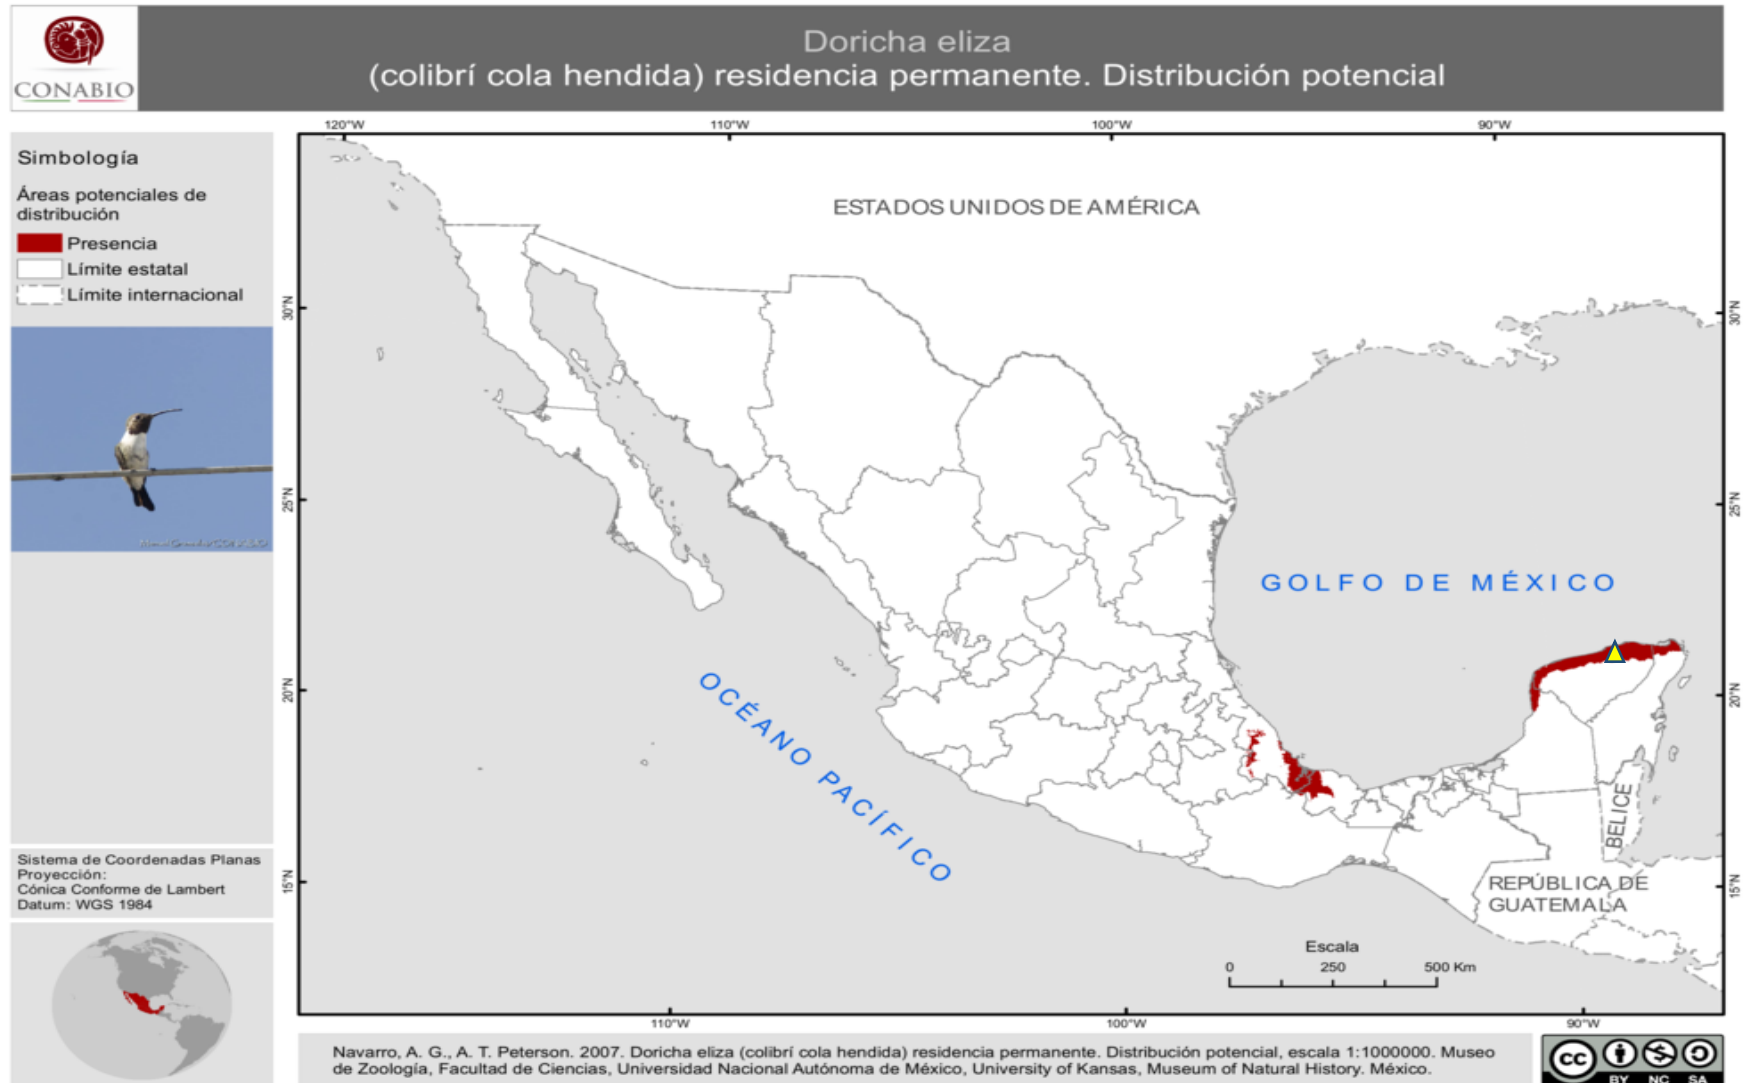 CONABIO
Doricha eliza
(colibrí cola hendida) residencia permanente. Distribución potencial
Simbología
Áreas potenciales de
distribución
Presencia
Límite estatal
Límite internacional
Sistema de Coordenadas Planas
Proyección:
Cónica Conforme de Lambert
Datum: WGS 1984
120°W
110°W
100°W
90°W
ESTADOS UNIDOS DE AMÉRICA
30°N
30°N
25°N
25°N
GOLFO DE MÉXICO
20°N
20°N
OCÉANO PACÍFICO
BELICE
15°N
15°N
REPÚBLICA DE
GUATEMALA
Escala
0 250 500 Km
110°W
100°W
90°W
Navarro, A. G., A. T. Peterson. 2007. Doricha eliza (colibrí cola hendida) residencia permanente. Distribución potencial, escala 1:1000000. Museo
de Zoología, Facultad de Ciencias, Universidad Nacional Autónoma de México, University of Kansas, Museum of Natural History. México.
cc
BY NC SA